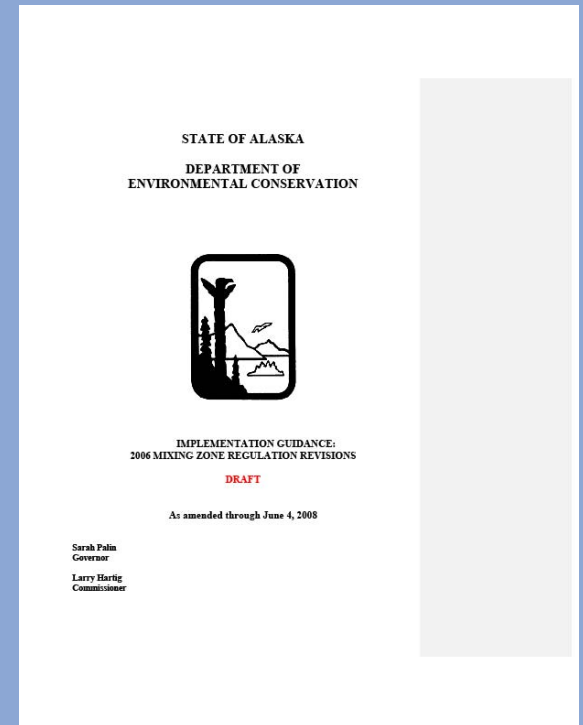 STATE OF ALASKA
DEPARTMENT OF
ENVIRONMENTAL CONSERVATION
IMPLEMENTATION GUIDANCE:
2006 MIXING ZONE REGULATION REVISIONS
DRAFT
As amended through June 4, 2008
Sarah Palin
Governor
Larry Hartig
Commissioner